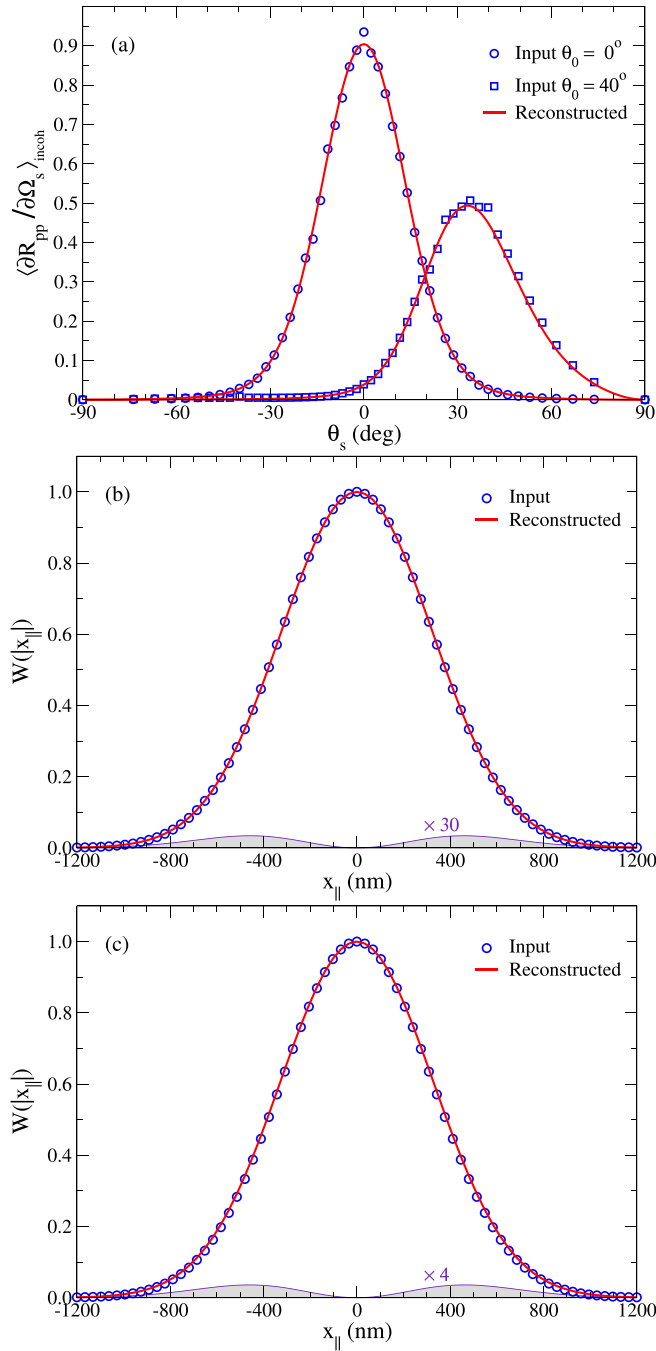 (a)
Input θ0 = 0o
Input θ0 = 40o
Reconstructed
⟨∂Rpp /∂Ωs⟩incoh
0.9
0.8
0.7
0.6
0.5
0.4
0.3
0.2
0.1
0
-90 -60 -30 0 30 60 90
θs (deg)
(b)
Input
Reconstructed
W(|x∥|)
1.0
0.8
0.6
0.4
0.2
0.0
× 30
-1200 -800 -400 0 400 800 1200
x∥ (nm)
(c)
Input
Reconstructed
W(|x∥|)
1.0
0.8
0.6
0.4
0.2
0.0
× 4
-1200 -800 -400 0 400 800 1200
x∥ (nm)